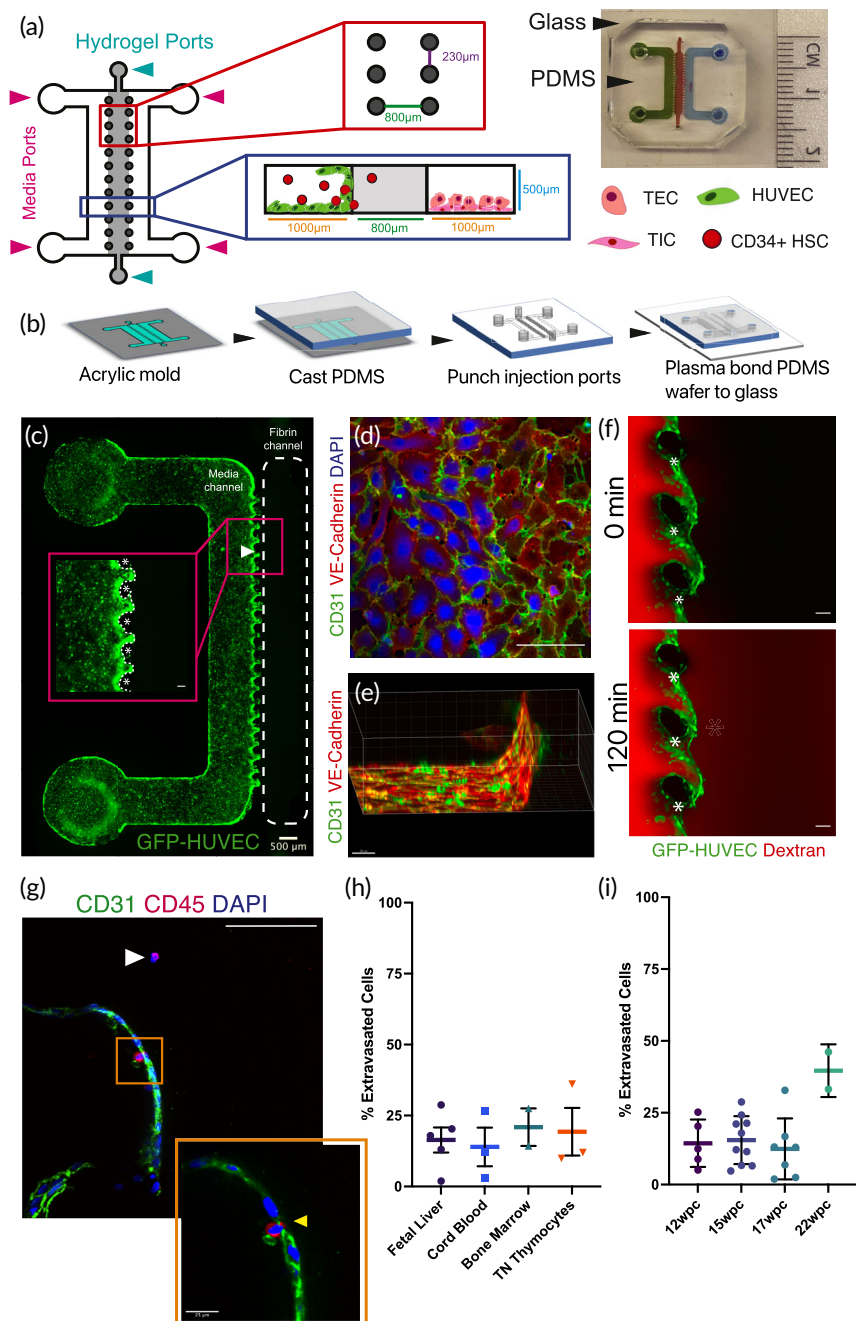 (a)
Hydrogel Ports
Media Ports
230µm
800µm
500µm
1000µm
800µm
1000µm
Glass
PDMS
CM
1
2
TEC
HUVEC
TIC
CD34+ HSC
(b)
Acrylic mold
Cast PDMS
Punch injection ports
Plasma bond PDMS
wafer to glass
(c)
Fibrin
channel
Media
channel
* * * * *
GFP-HUVEC
500 µm
(d)
CD31 VE-Cadherin DAPI
(e)
CD31 VE-Cadherin
(f)
0 min
*
*
*
120 min
*
*
*
*
GFP-HUVEC Dextran
(g)
CD31 CD45 DAPI
25 µm
(h)
% Extravasated Cells
100
75
50
25
0
Fetal Liver
Cord Blood
Bone Marrow
TN Thymocytes
(i)
% Extravasated Cells
100
75
50
25
0
12wpc
15wpc
17wpc
22wpc